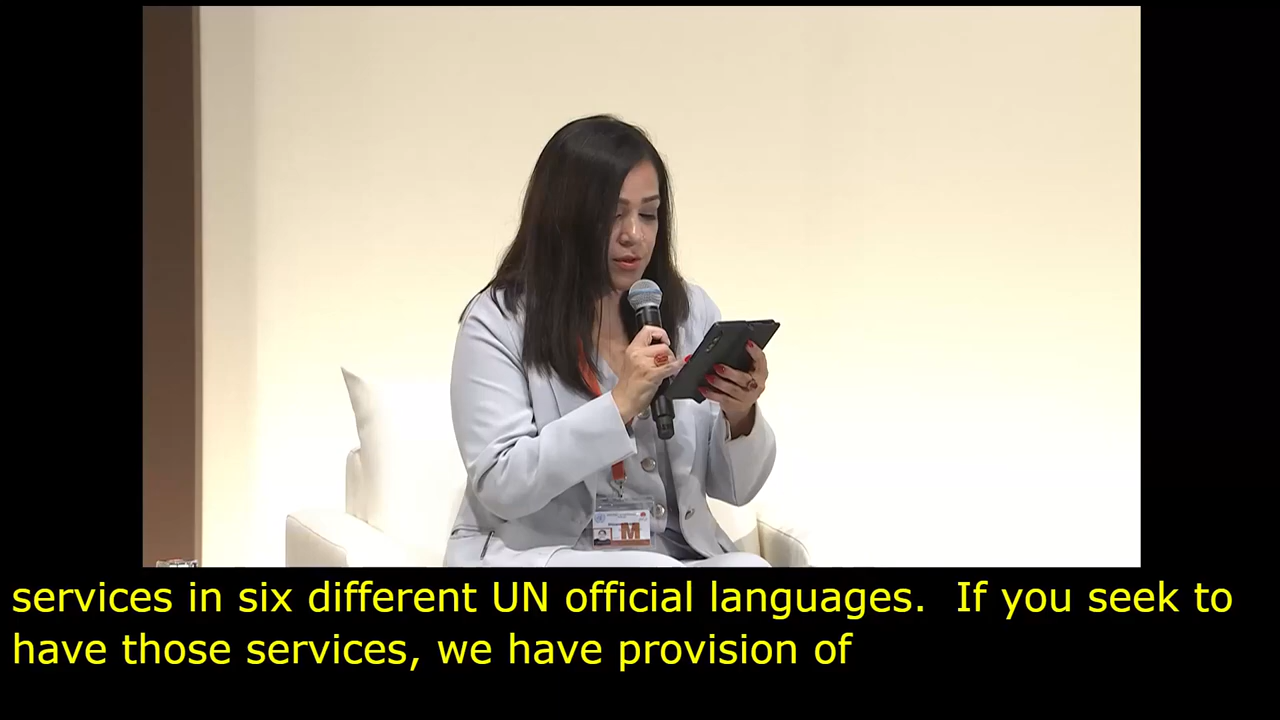 M
services in six different UN official languages.  If you seek to
have those services, we have provision of